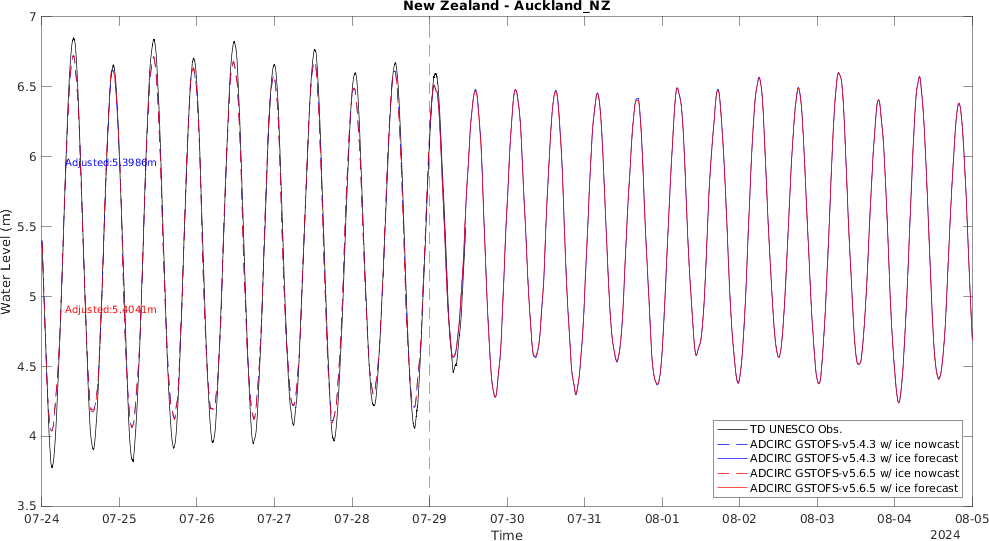 New Zealand - Auckland_NZ
7
6.5
6
5.5
5
4.5
4
3.5
Water Level (m)
Adjusted:5.3986m
Adjusted:5.4041m
TD UNESCO Obs.
ADCIRC GSTOFS-v5.4.3 w/ ice nowcast
ADCIRC GSTOFS-v5.4.3 w/ ice forecast
ADCIRC GSTOFS-v5.6.5 w/ ice nowcast
ADCIRC GSTOFS-v5.6.5 w/ ice forecast
07-24 07-25 07-26 07-27 07-28 07-29 07-30 07-31 08-01 08-02 08-03 08-04 08-05
Time
2024